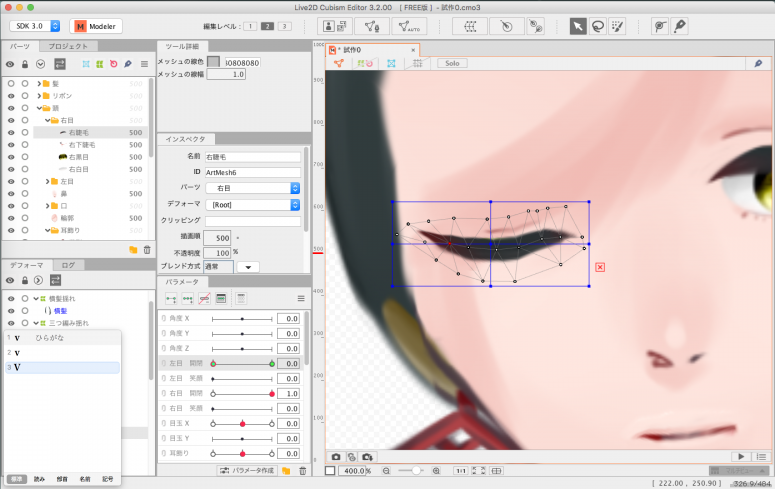 Live2D Cubism Editor 3.2.00 [ FREE版 ] - 試作0.cmo3
SDK 3.0
Modeler
編集レベル : 1 2 3
AUTO
パーツ プロジェクト
髪 500
リボン 500
顔 500
右目 500
右睫毛 500
右下睫毛 500
右黒目 500
右白目 500
左目 500
鼻 500
口 500
輪郭 500
耳飾り 500
デフォーマ ログ
横髪揺れ
横髪
三つ編み揺れ
1 v ひらがな
2 v
3 V
標準 読み 部首 名前 記号
ツール詳細
メッシュの線色
メッシュの線幅 1.0
インスペクタ
名前 右睫毛
ID ArtMesh6
パーツ 右目
デフォーマ [Root]
クリッピング
描画順 500
不透明度 100 %
ブレンド方式 通常
パラメータ
角度 X 0.0
角度 Y 0.0
角度 Z 0.0
左目 開閉 0.0
左目 笑顔 0.0
右目 開閉 1.0
右目 笑顔 0.0
目玉 X 0.0
目玉 Y 0.0
耳飾り 0.0
パラメータ作成
* 試作0
Solo
800
700
600
500
400
300
200
100
0
400.0 %
1:1
[ 222.00 , 250.90 ]
326.9/484